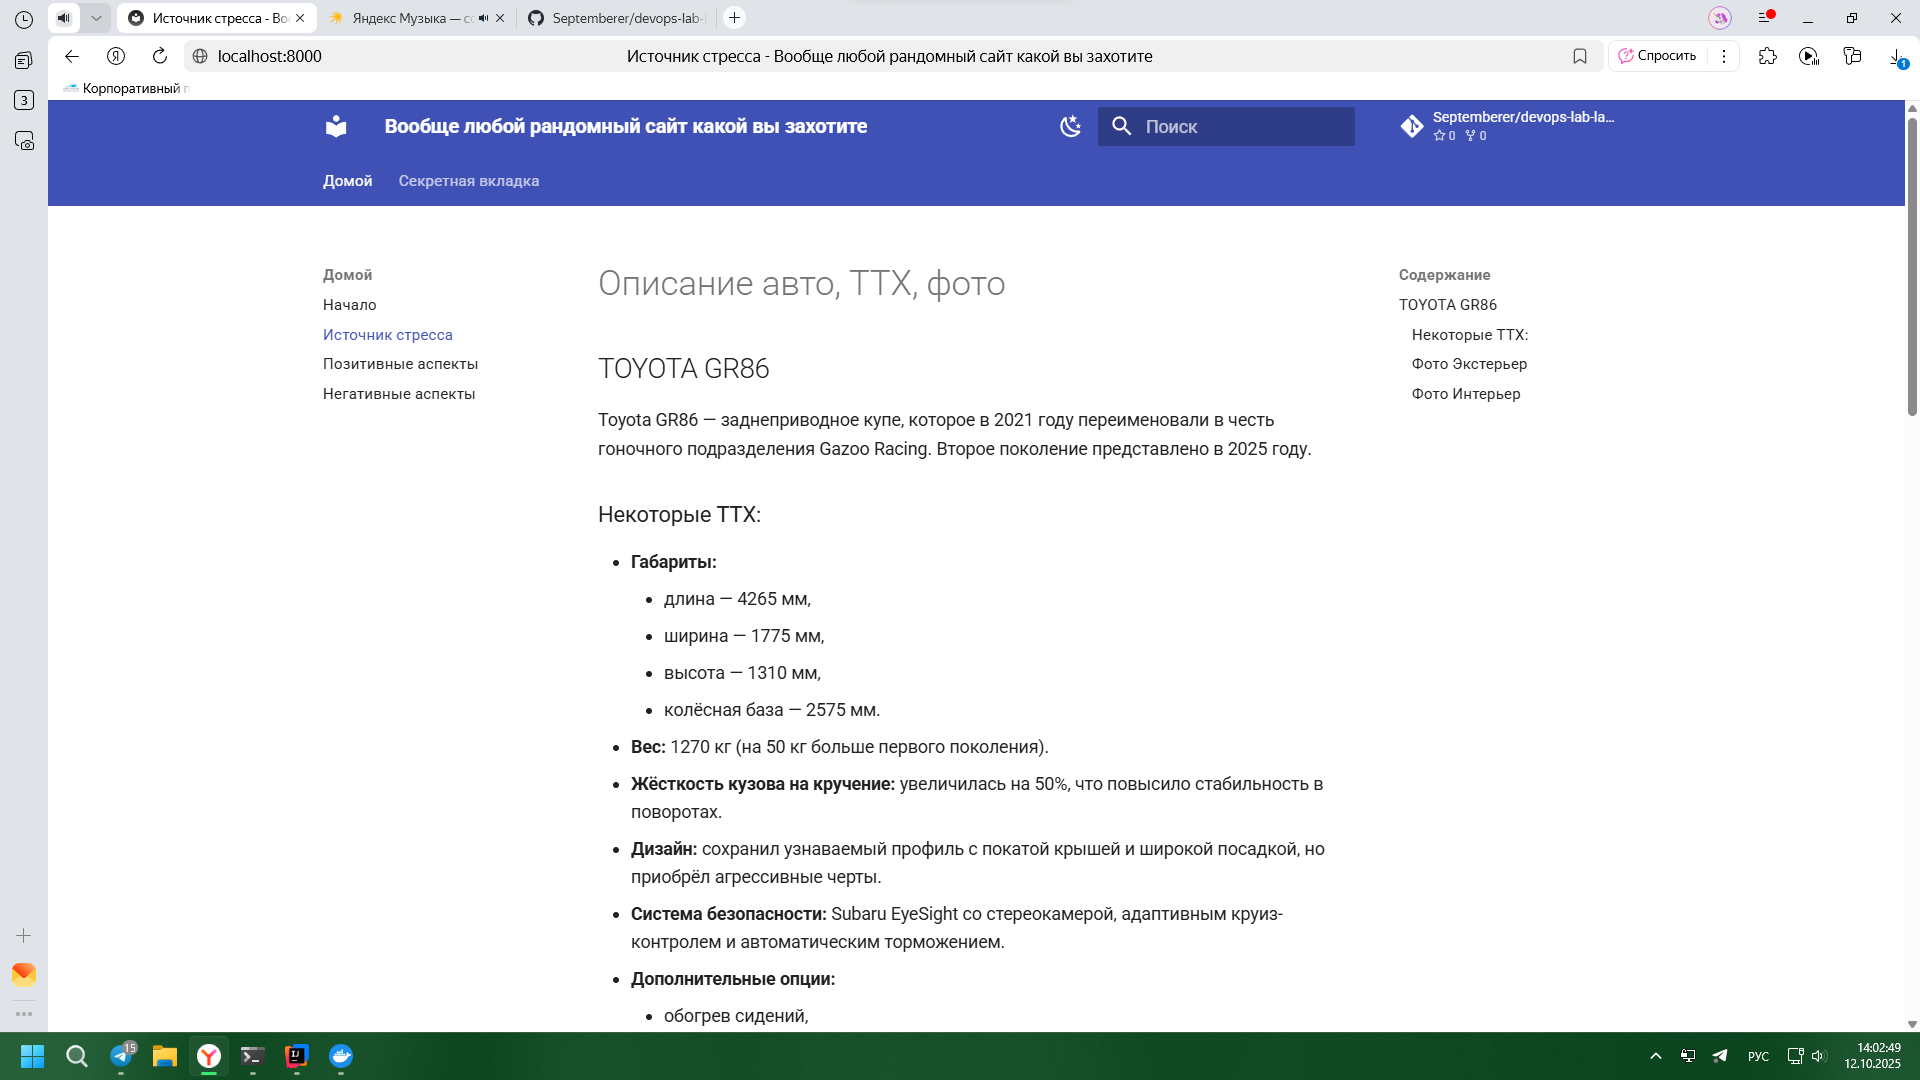 Источник стресса - Во
Яндекс Музыка — со
Septemberer/devops-lab-
localhost:8000
Источник стресса - Вообще любой рандомный сайт какой вы захотите
Спросить
1
Корпоративный п
3
Вообще любой рандомный сайт какой вы захотите
Поиск
Septemberer/devops-lab-la…
0 0
Домой
Секретная вкладка
Домой
Начало
Источник стресса
Позитивные аспекты
Негативные аспекты
Описание авто, ТТХ, фото
TOYOTA GR86
Toyota GR86 — заднеприводное купе, которое в 2021 году переименовали в честь
гоночного подразделения Gazoo Racing. Второе поколение представлено в 2025 году.
Некоторые ТТХ:
Габариты:
длина — 4265 мм,
ширина — 1775 мм,
высота — 1310 мм,
колёсная база — 2575 мм.
Вес: 1270 кг (на 50 кг больше первого поколения).
Жёсткость кузова на кручение: увеличилась на 50%, что повысило стабильность в
поворотах.
Дизайн: сохранил узнаваемый профиль с покатой крышей и широкой посадкой, но
приобрёл агрессивные черты.
Система безопасности: Subaru EyeSight со стереокамерой, адаптивным круиз-
контролем и автоматическим торможением.
Дополнительные опции:
обогрев сидений,
Содержание
TOYOTA GR86
Некоторые ТТХ:
Фото Экстерьер
Фото Интерьер
15
РУС
14:02:49
12.10.2025